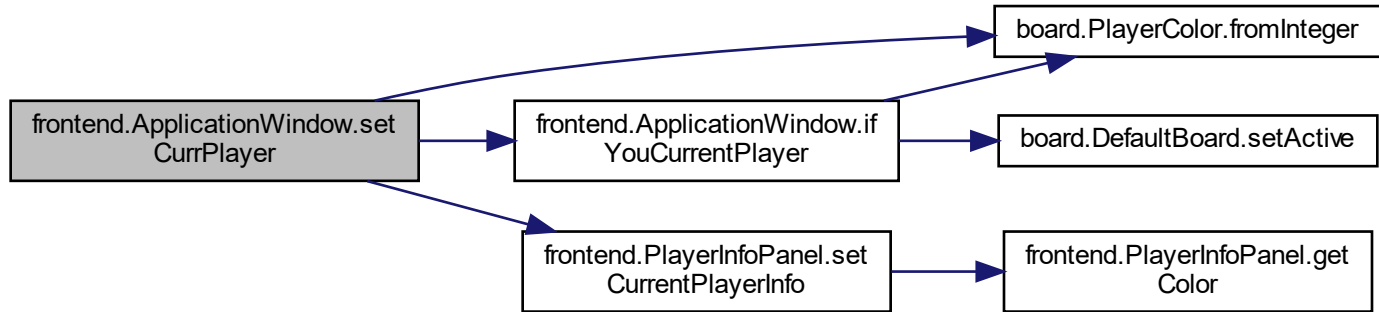 board.PlayerColor.fromInteger
frontend.ApplicationWindow.set
CurrPlayer
frontend.ApplicationWindow.if
YouCurrentPlayer
board.DefaultBoard.setActive
frontend.PlayerInfoPanel.set
CurrentPlayerInfo
frontend.PlayerInfoPanel.get
Color